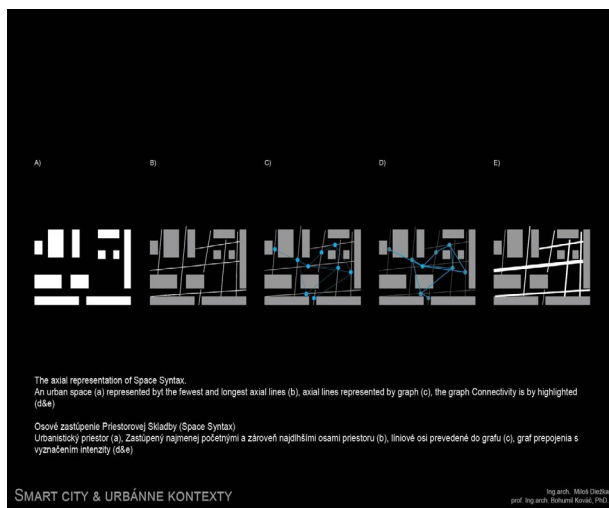 A)
B)
C)
D)
E)
The axial representation of Space Syntax.
An urban space (a) represented byt the fewest and longest axial lines (b), axial lines represented by graph (c), the graph Connectivity is by highlighted
(d&e)
Osové zastúpenie Priestorovej Skladby (Space Syntax)
Urbanistický priestor (a), Zastúpený najmenej početnými a zároveň najdlhšími osami priestoru (b), líniové osi prevedené do grafu (c), graf prepojenia s
vyznačením intenzity (d&e)
SMART CITY & URBÁNNE KONTEXTY
Ing.arch. Miloš Diežka
prof. Ing.arch. Bohumil Kováč, PhD.